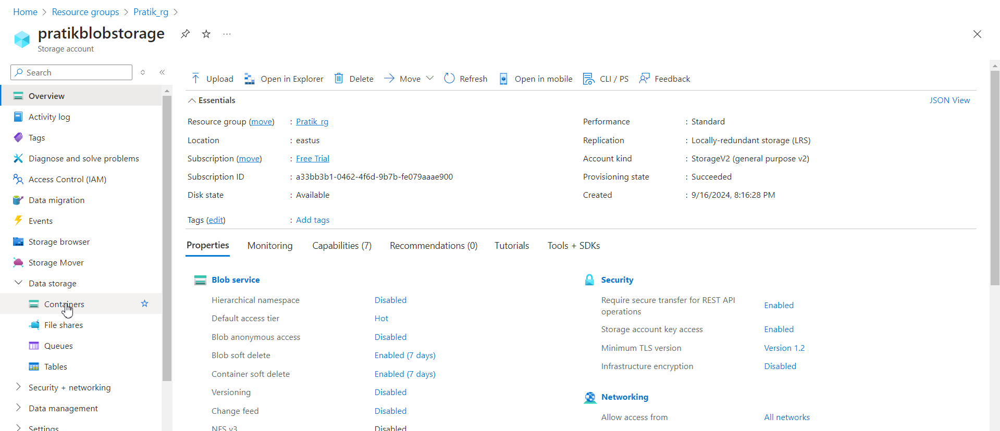 Home > Resource groups > Pratik_rg >
pratikblobstorage
Storage account
Search
Overview
Activity log
Tags
Diagnose and solve problems
Access Control (IAM)
Data migration
Events
Storage browser
Storage Mover
Data storage
Containers
File shares
Queues
Tables
Security + networking
Data management
Settings
Upload Open in Explorer Delete Move Refresh Open in mobile CLI / PS Feedback
Essentials JSON View
Resource group (move) : Pratik_rg
Location : eastus
Subscription (move) : Free Trial
Subscription ID : a33bb3b1-0462-4f6d-9b7b-fe079aaae900
Disk state : Available
Tags (edit) : Add tags
Performance : Standard
Replication : Locally-redundant storage (LRS)
Account kind : StorageV2 (general purpose v2)
Provisioning state : Succeeded
Created : 9/16/2024, 8:16:28 PM
Properties Monitoring Capabilities (7) Recommendations (0) Tutorials Tools + SDKs
Blob service
Hierarchical namespace Disabled
Default access tier Hot
Blob anonymous access Disabled
Blob soft delete Enabled (7 days)
Container soft delete Enabled (7 days)
Versioning Disabled
Change feed Disabled
NFS v3 Disabled
Security
Require secure transfer for REST API
operations Enabled
Storage account key access Enabled
Minimum TLS version Version 1.2
Infrastructure encryption Disabled
Networking
Allow access from All networks